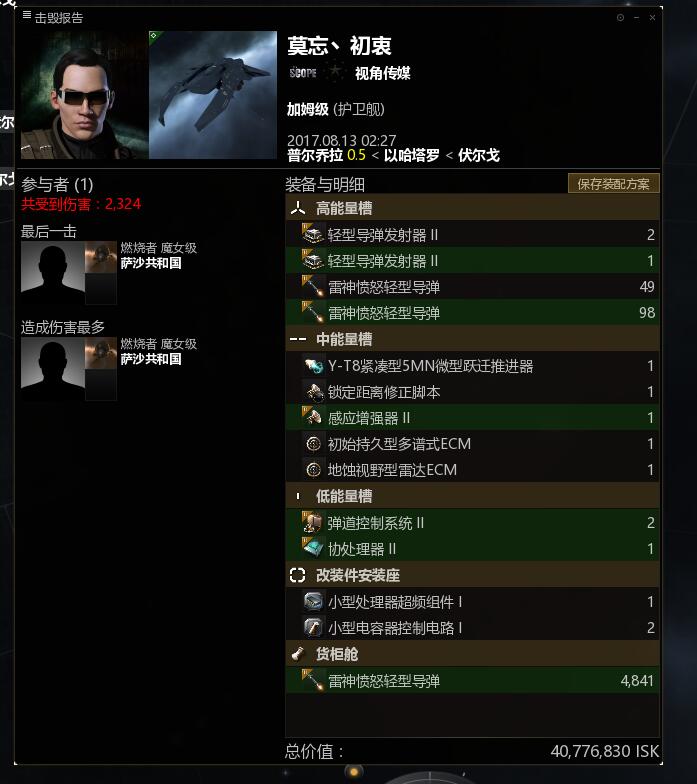 击毁报告
莫忘丶初衷
SCOPE 视角传媒
加姆级 (护卫舰)
2017.08.13 02:27
普尔乔拉 0.5 < 以哈塔罗 < 伏尔戈
参与者 (1)
共受到伤害：2,324
最后一击
燃烧者 魔女级
萨沙共和国
造成伤害最多
燃烧者 魔女级
萨沙共和国
装备与明细
保存装配方案
高能量槽
轻型导弹发射器 II 2
轻型导弹发射器 II 1
雷神愤怒轻型导弹 49
雷神愤怒轻型导弹 98
中能量槽
Y-T8紧凑型5MN微型跃迁推进器 1
锁定距离修正脚本 1
感应增强器 II 1
初始持久型多谱式ECM 1
地蚀视野型雷达ECM 1
低能量槽
弹道控制系统 II 2
协处理器 II 1
改装件安装座
小型处理器超频组件 I 1
小型电容器控制电路 I 2
货柜舱
雷神愤怒轻型导弹 4,841
总价值： 40,776,830 ISK